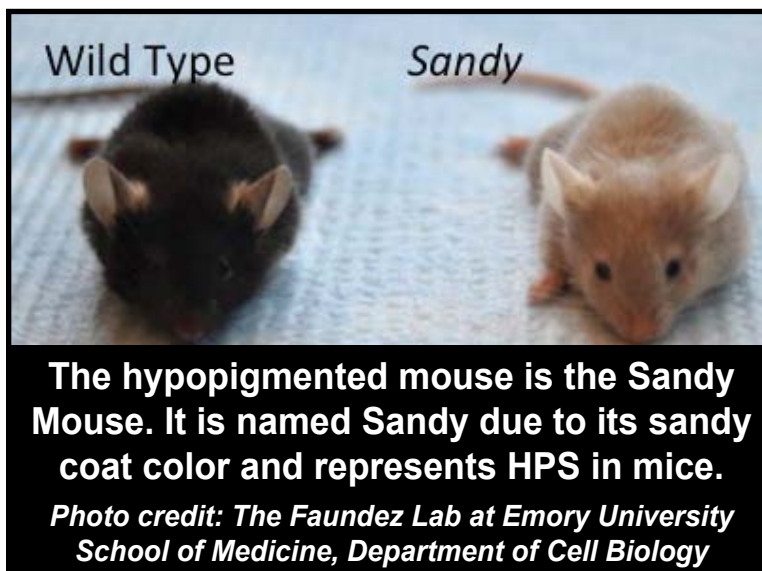 Wild Type
Sandy
The hypopigmented mouse is the Sandy
Mouse. It is named Sandy due to its sandy
coat color and represents HPS in mice.
Photo credit: The Faundez Lab at Emory University
School of Medicine, Department of Cell Biology